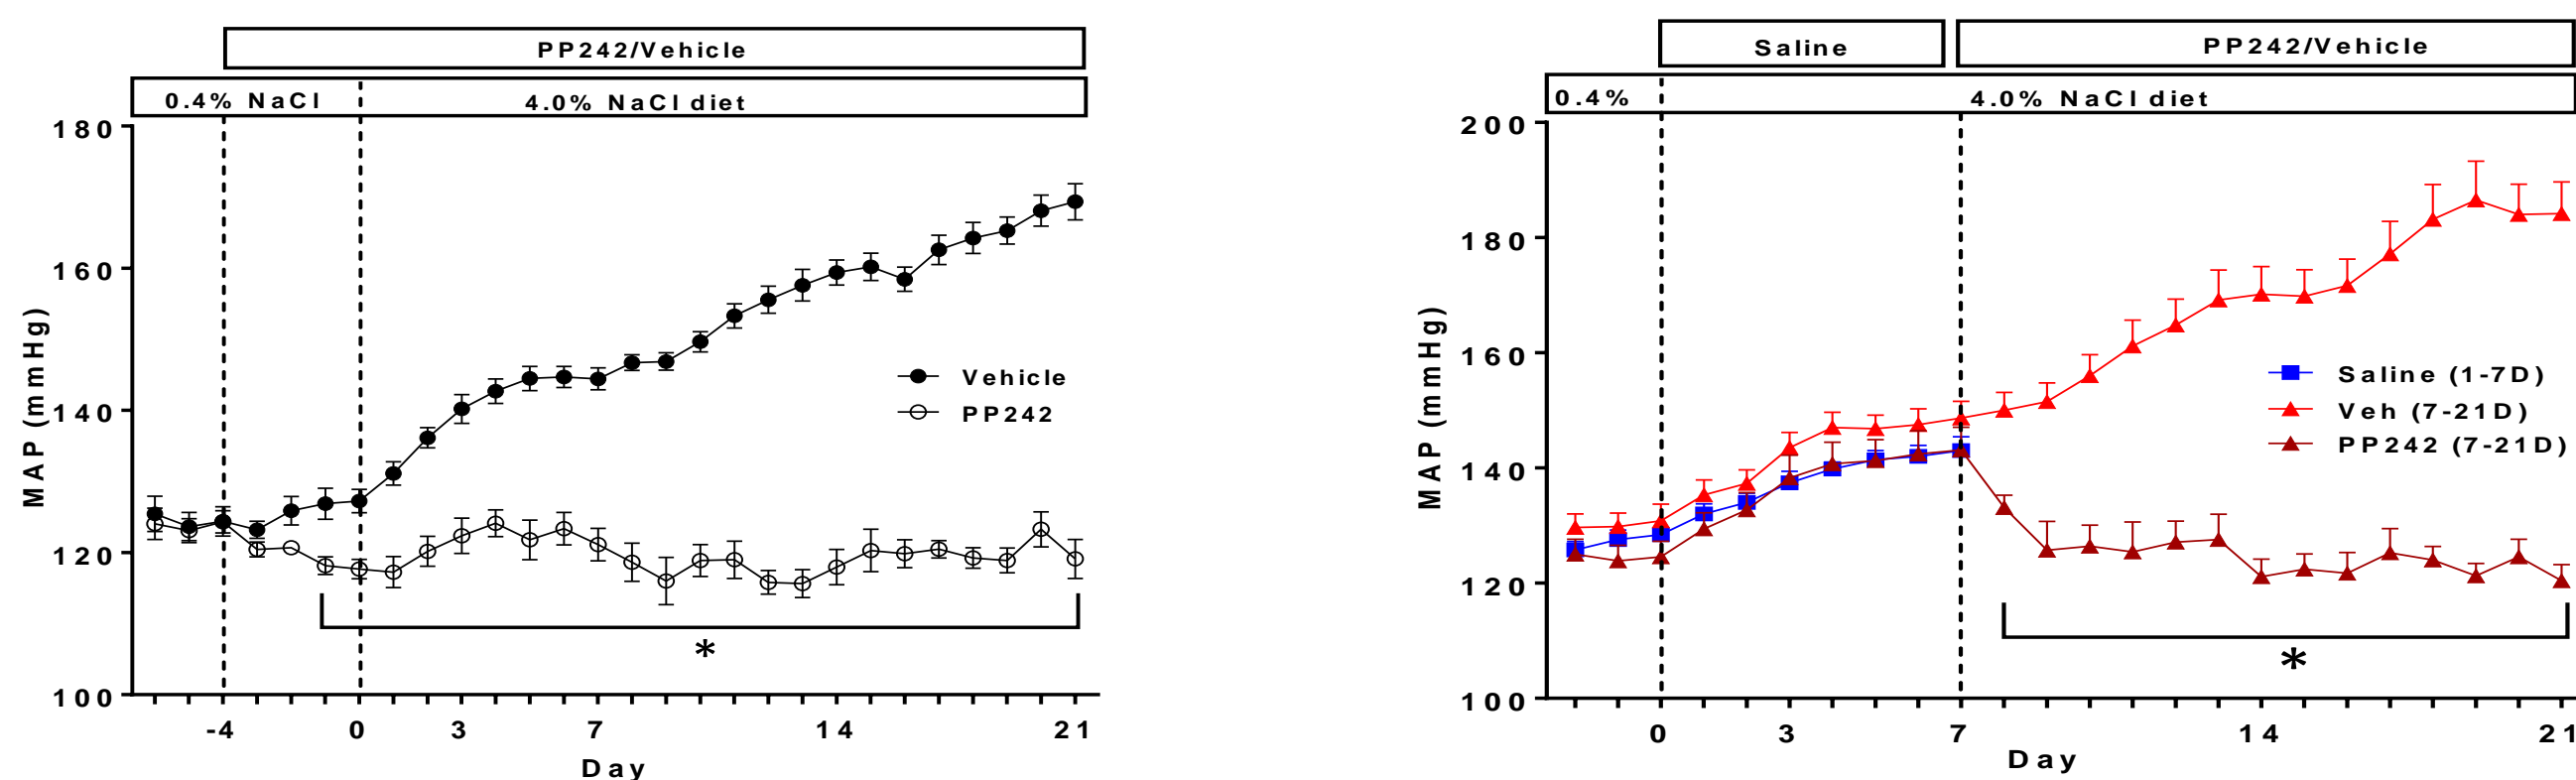 PP242/Vehicle
0.4% NaCl
4.0% NaCl diet
180
160
140
120
100
MAP (mmHg)
Vehicle
PP242
*
-4 0 3 7 14 21
Day
Saline
PP242/Vehicle
0.4%
4.0% NaCl diet
200
180
160
140
120
100
MAP (mmHg)
Saline (1-7D)
Veh (7-21D)
PP242 (7-21D)
*
0 3 7 14 21
Day